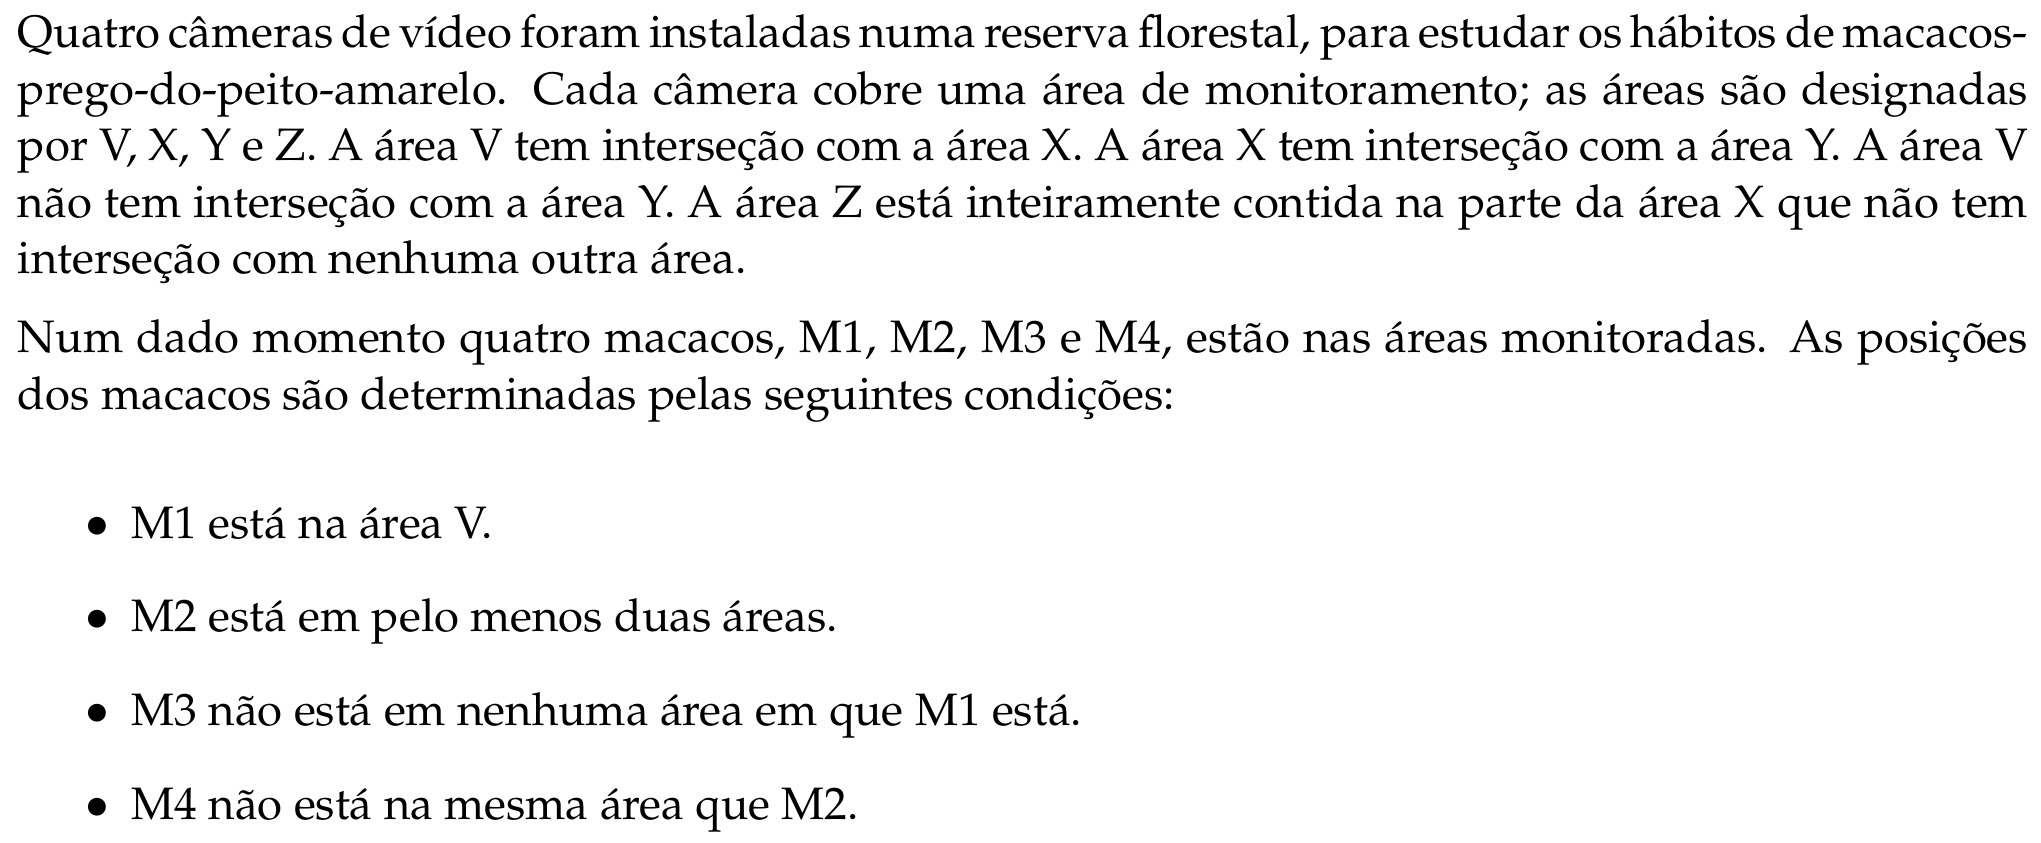 Quatro câmeras de vídeo foram instaladas numa reserva florestal, para estudar os hábitos de macacos-
prego-do-peito-amarelo. Cada câmera cobre uma área de monitoramento; as áreas são designadas
por V, X, Y e Z. A área V tem interseção com a área X. A área X tem interseção com a área Y. A área V
não tem interseção com a área Y. A área Z está inteiramente contida na parte da área X que não tem
interseção com nenhuma outra área.
Num dado momento quatro macacos, M1, M2, M3 e M4, estão nas áreas monitoradas. As posições
dos macacos são determinadas pelas seguintes condições:
• M1 está na área V.
• M2 está em pelo menos duas áreas.
• M3 não está em nenhuma área em que M1 está.
• M4 não está na mesma área que M2.